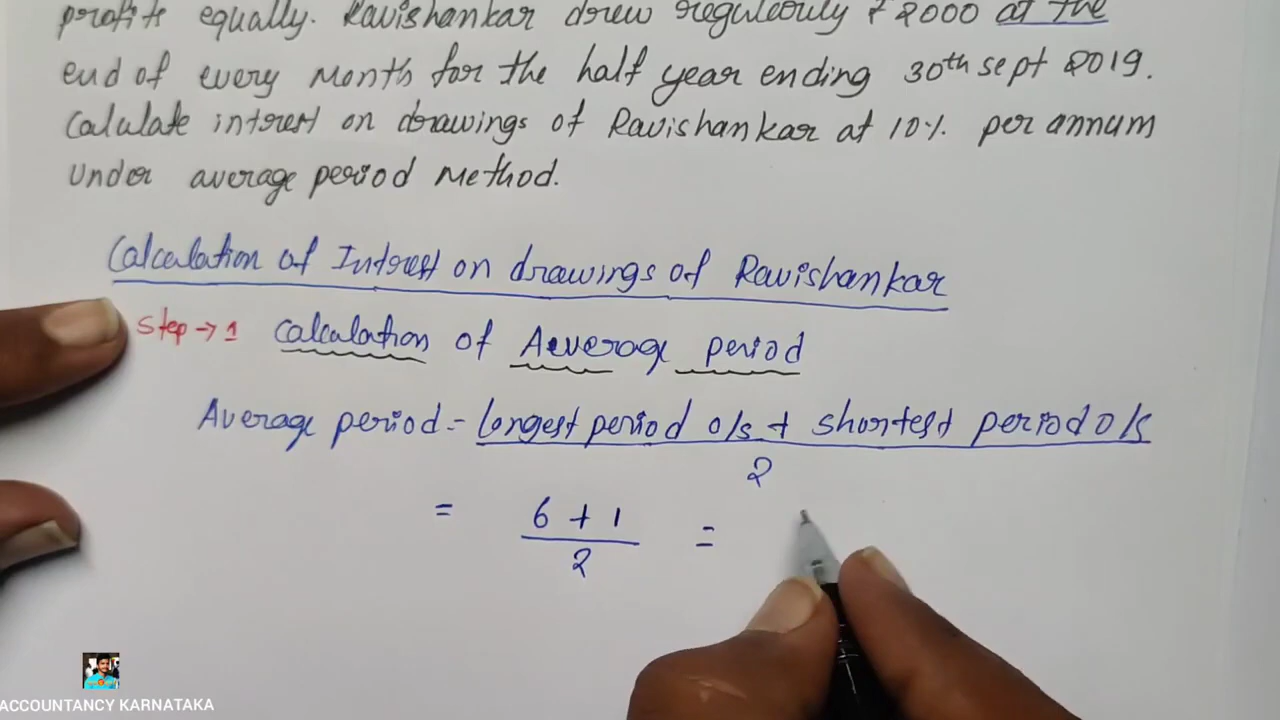 profits equally. Ravishankar drew regularly ₹2000 at the
end of every Month for the half year ending 30th sept 2019.
Calulate interest on drawings of Ravishankar at 10% per annum
under average period Method.
Calculation of Interest on drawings of Ravishankar
Step → 1 Calculation of Aeverage period
Average period = Longest period o/s + shortest period o/s
2
= 6 + 1 =
2
ACCOUNTANCY KARNATAKA